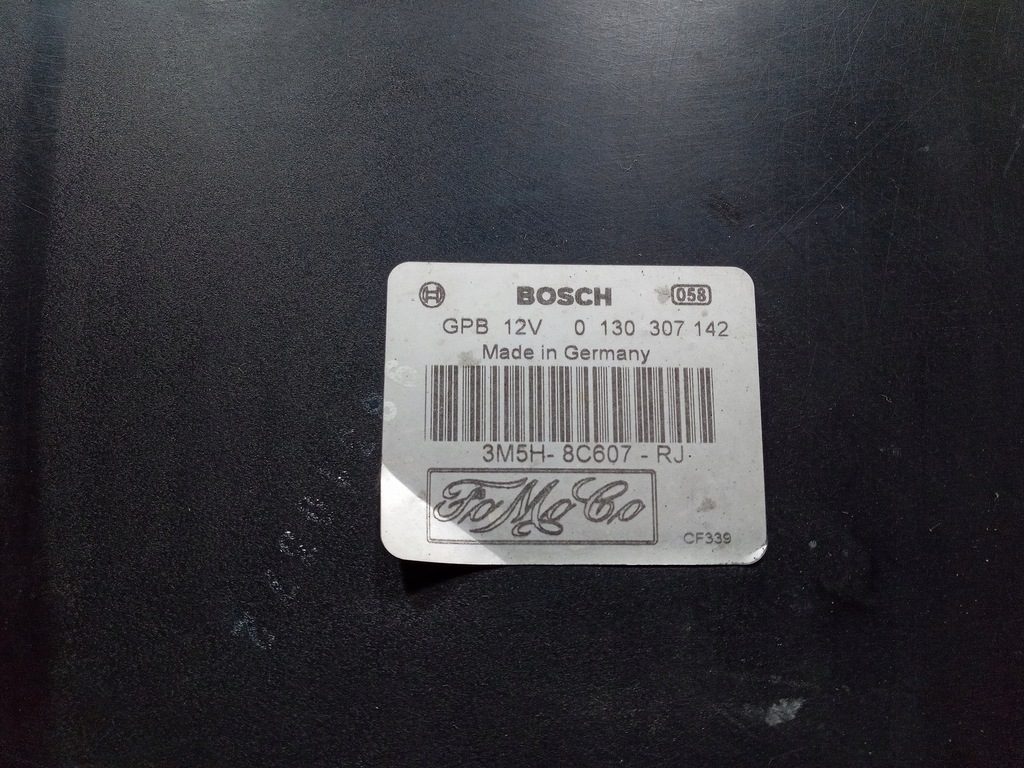 BOSCH 058
GPB 12V 0 130 307 142
Made in Germany
3M5H- 8C607 - RJ
FoMoCo
CF339